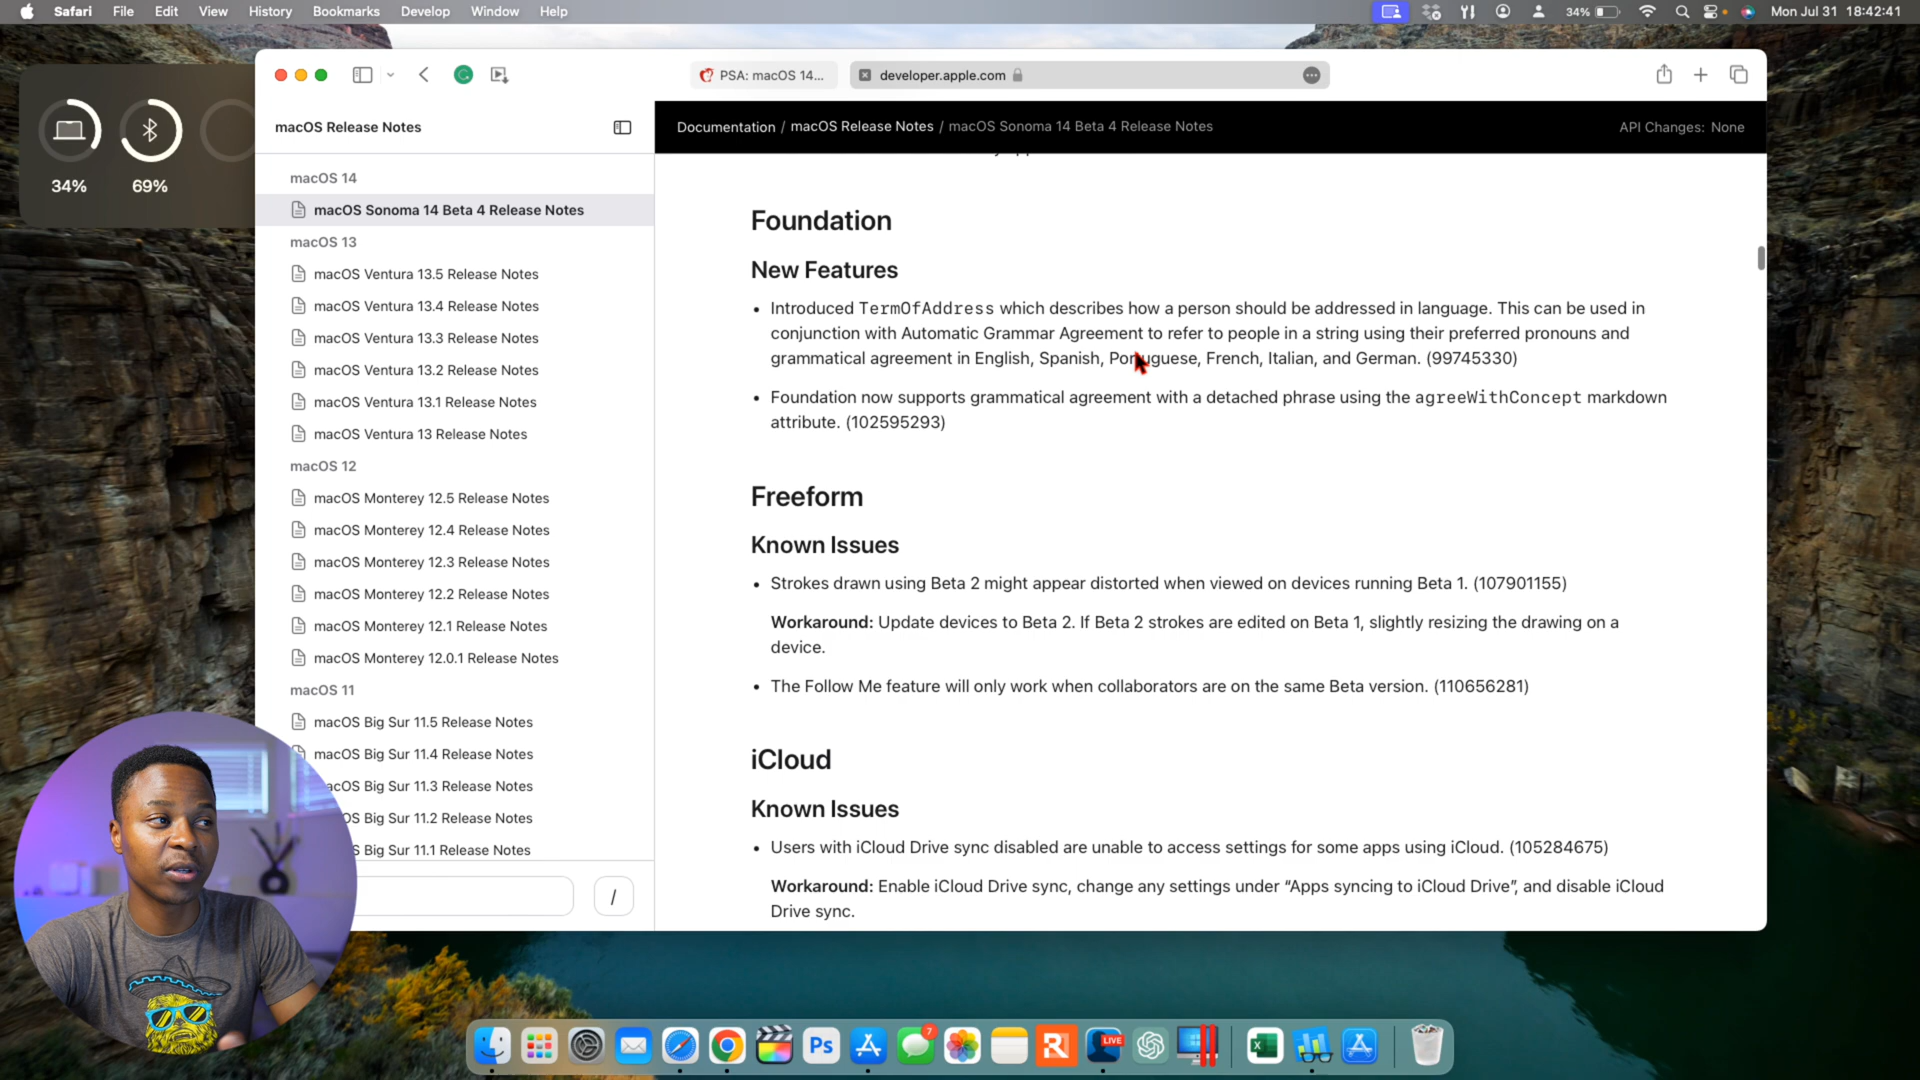 Safari File Edit View History Bookmarks Develop Window Help 34% Mon Jul 31 18:42:41
PSA: macOS 14... developer.apple.com
34% 69%
macOS Release Notes
Documentation / macOS Release Notes / macOS Sonoma 14 Beta 4 Release Notes API Changes: None
macOS 14
macOS Sonoma 14 Beta 4 Release Notes
macOS 13
macOS Ventura 13.5 Release Notes
macOS Ventura 13.4 Release Notes
macOS Ventura 13.3 Release Notes
macOS Ventura 13.2 Release Notes
macOS Ventura 13.1 Release Notes
macOS Ventura 13 Release Notes
macOS 12
macOS Monterey 12.5 Release Notes
macOS Monterey 12.4 Release Notes
macOS Monterey 12.3 Release Notes
macOS Monterey 12.2 Release Notes
macOS Monterey 12.1 Release Notes
macOS Monterey 12.0.1 Release Notes
macOS 11
macOS Big Sur 11.5 Release Notes
macOS Big Sur 11.4 Release Notes
acOS Big Sur 11.3 Release Notes
OS Big Sur 11.2 Release Notes
S Big Sur 11.1 Release Notes
/
Foundation
New Features
• Introduced TermOfAddress which describes how a person should be addressed in language. This can be used in
conjunction with Automatic Grammar Agreement to refer to people in a string using their preferred pronouns and
grammatical agreement in English, Spanish, Portuguese, French, Italian, and German. (99745330)
• Foundation now supports grammatical agreement with a detached phrase using the agreeWithConcept markdown
attribute. (102595293)
Freeform
Known Issues
• Strokes drawn using Beta 2 might appear distorted when viewed on devices running Beta 1. (107901155)
Workaround: Update devices to Beta 2. If Beta 2 strokes are edited on Beta 1, slightly resizing the drawing on a
device.
• The Follow Me feature will only work when collaborators are on the same Beta version. (110656281)
iCloud
Known Issues
• Users with iCloud Drive sync disabled are unable to access settings for some apps using iCloud. (105284675)
Workaround: Enable iCloud Drive sync, change any settings under “Apps syncing to iCloud Drive”, and disable iCloud
Drive sync.
Ps 7 LIVE